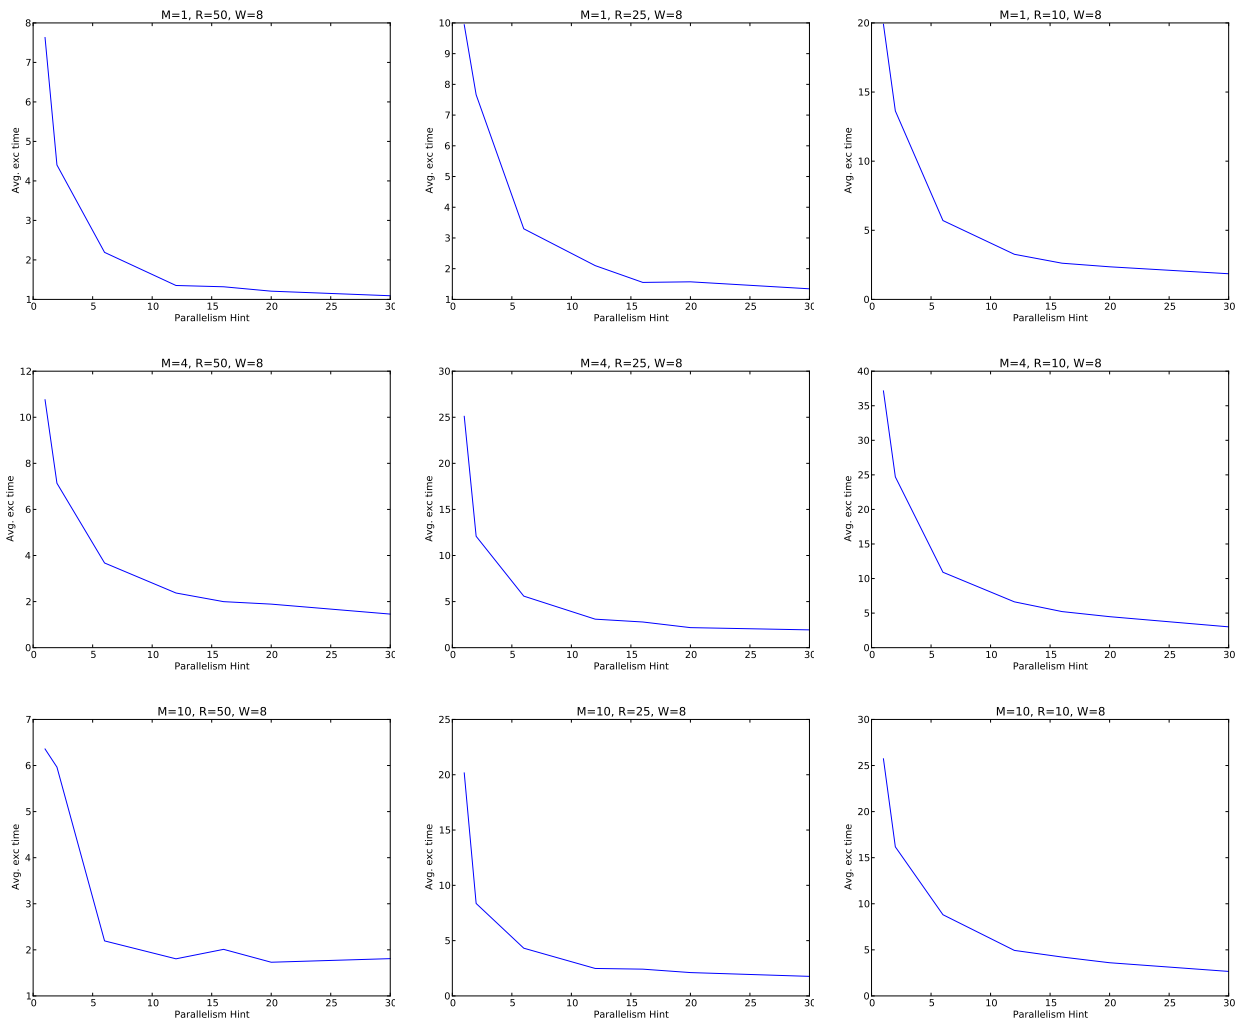 M=1, R=50, W=8
8
7
6
5
4
3
2
1
Avg. exc time
0 5 10 15 20 25 30
Parallelism Hint
M=1, R=25, W=8
10
9
8
7
6
5
4
3
2
1
Avg. exc time
0 5 10 15 20 25 30
Parallelism Hint
M=1, R=10, W=8
20
15
10
5
0
Avg. exc time
0 5 10 15 20 25 30
Parallelism Hint
M=4, R=50, W=8
12
10
8
6
4
2
0
Avg. exc time
0 5 10 15 20 25 30
Parallelism Hint
M=4, R=25, W=8
30
25
20
15
10
5
0
Avg. exc time
0 5 10 15 20 25 30
Parallelism Hint
M=4, R=10, W=8
40
35
30
25
20
15
10
5
0
Avg. exc time
0 5 10 15 20 25 30
Parallelism Hint
M=10, R=50, W=8
7
6
5
4
3
2
1
Avg. exc time
0 5 10 15 20 25 30
Parallelism Hint
M=10, R=25, W=8
25
20
15
10
5
0
Avg. exc time
0 5 10 15 20 25 30
Parallelism Hint
M=10, R=10, W=8
30
25
20
15
10
5
0
Avg. exc time
0 5 10 15 20 25 30
Parallelism Hint